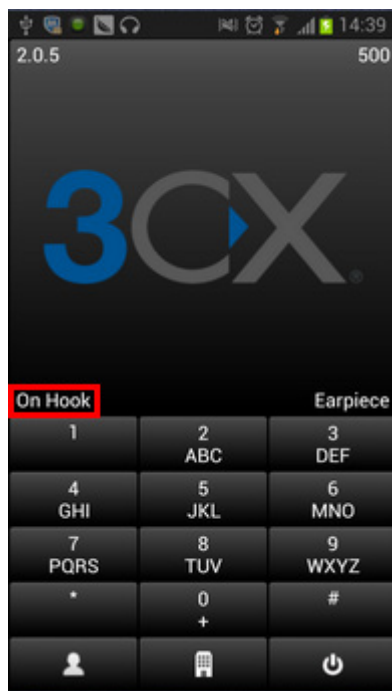 14:39
2.0.5 500
3CX®
On Hook Earpiece
1 2 3
ABC DEF
4 5 6
GHI JKL MNO
7 8 9
PQRS TUV WXYZ
* 0 #
+